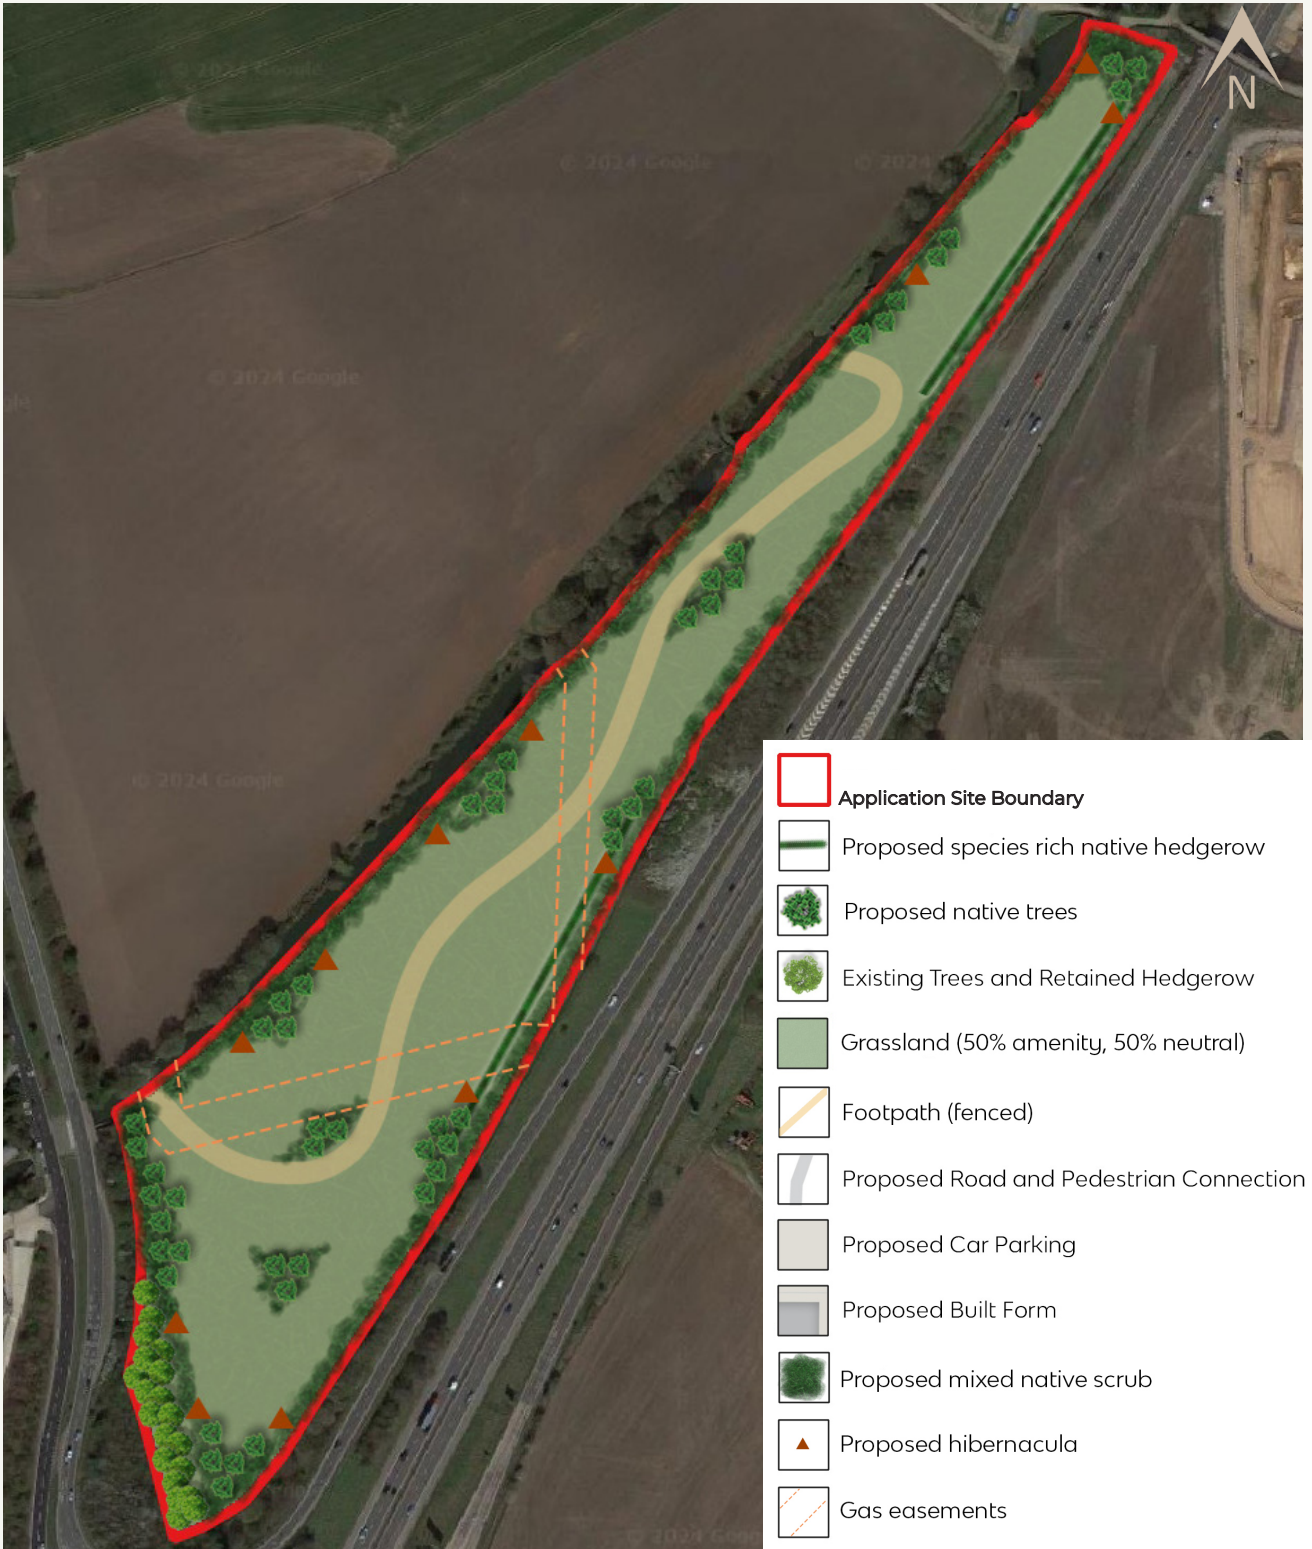 © 2024 Google
© 2024 Google
© 2024
N
© 2024 Google
© 2024 Google
Application Site Boundary
Proposed species rich native hedgerow
Proposed native trees
Existing Trees and Retained Hedgerow
Grassland (50% amenity, 50% neutral)
Footpath (fenced)
Proposed Road and Pedestrian Connection
Proposed Car Parking
Proposed Built Form
Proposed mixed native scrub
Proposed hibernacula
Gas easements
© 2024